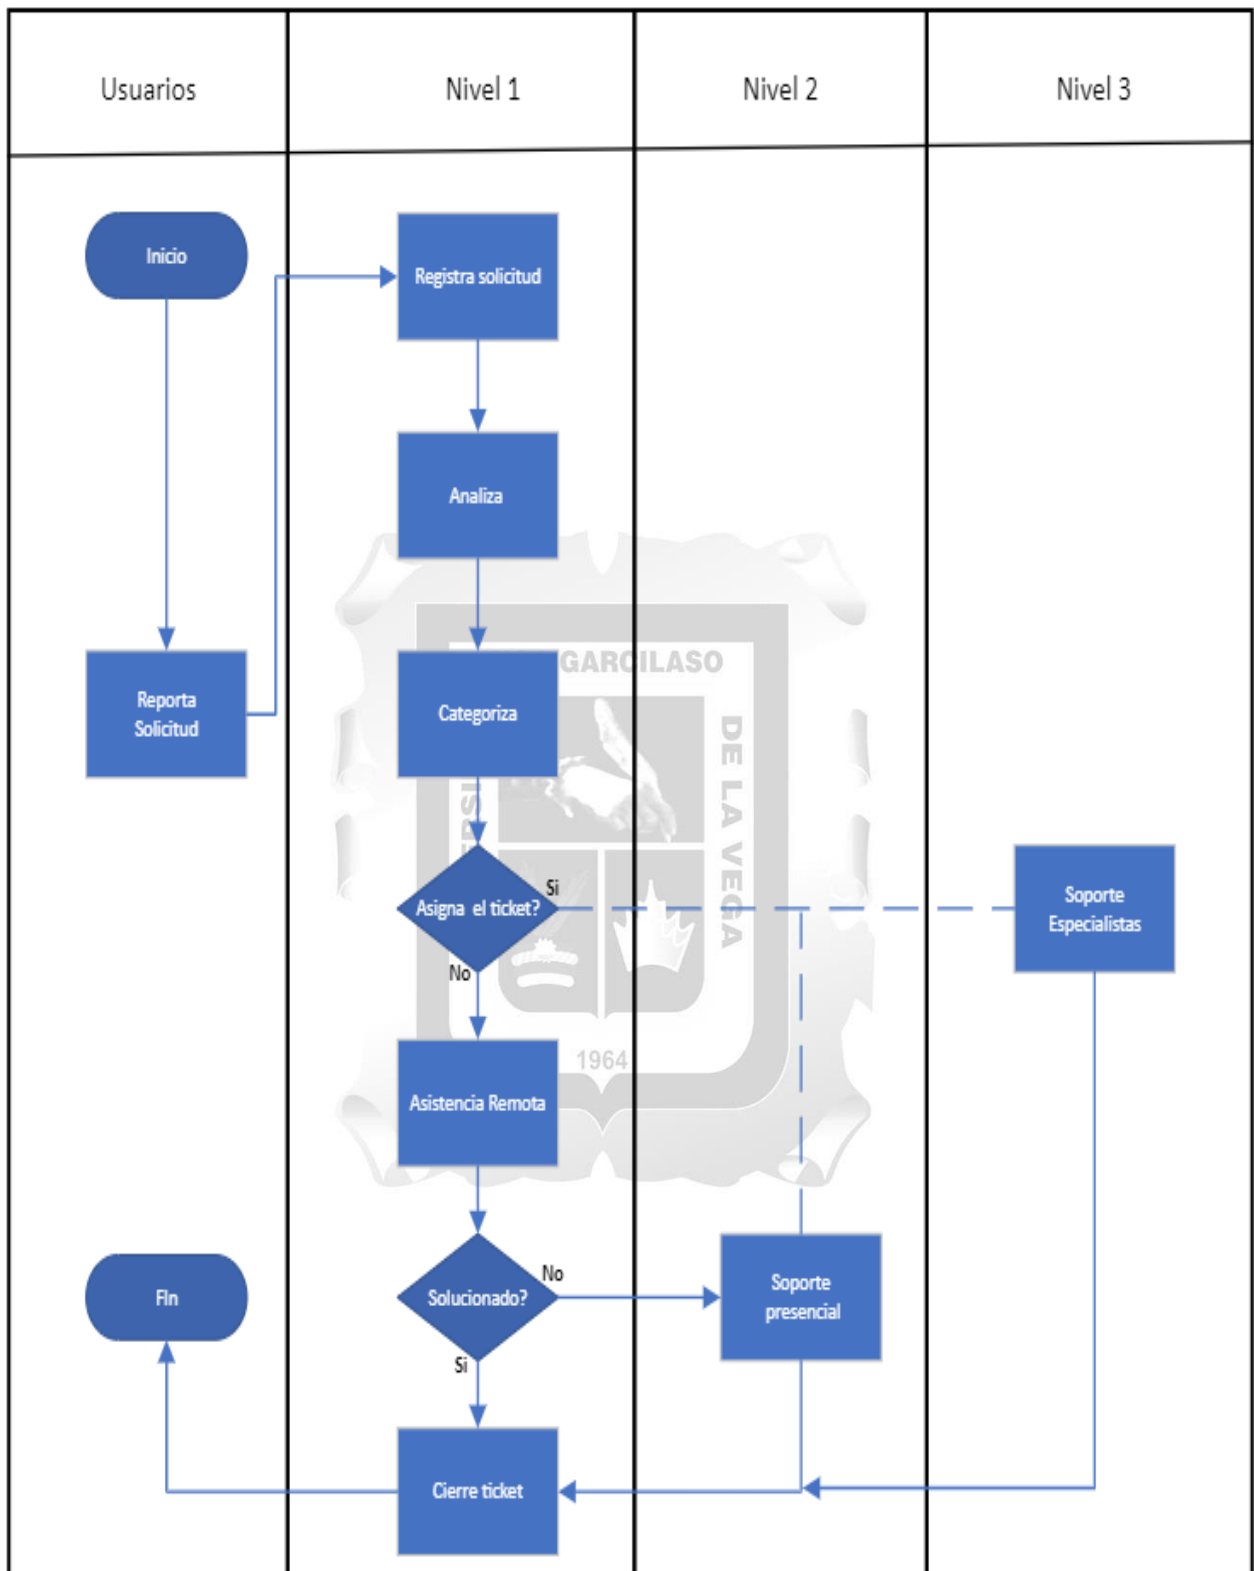 Usuarios
Nivel 1
Nivel 2
Nivel 3
Inicio
Registra solicitud
Analiza
GARCILASO
Reporta
Solicitud
Categoriza
DE LA VEGA
Si
Asigna el ticket?
No
Soporte
Especialistas
1964
Asistencia Remota
No
Solucionado?
Si
Soporte
presencial
FIn
Cierre ticket